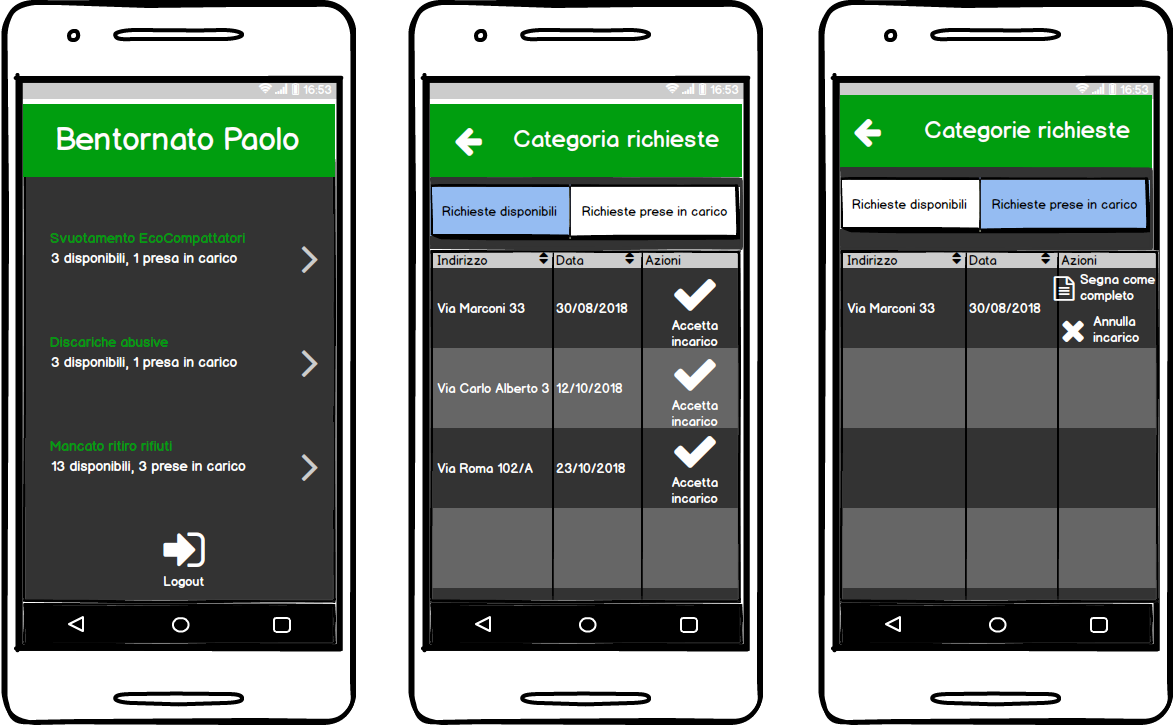 16:53
Bentornato Paolo
Svuotamento EcoCompattatori
3 disponibili, 1 presa in carico
Discariche abusive
3 disponibili, 1 presa in carico
Mancato ritiro rifiuti
13 disponibili, 3 prese in carico
Logout
16:53
Categoria richieste
Richieste disponibili
Richieste prese in carico
Indirizzo Data Azioni
Via Marconi 33 30/08/2018
Accetta
incarico
Via Carlo Alberto 3 12/10/2018
Accetta
incarico
Via Roma 102/A 23/10/2018
Accetta
incarico
16:53
Categorie richieste
Richieste disponibili
Richieste prese in carico
Indirizzo Data Azioni
Via Marconi 33 30/08/2018
Segna come
completo
Annulla
incarico